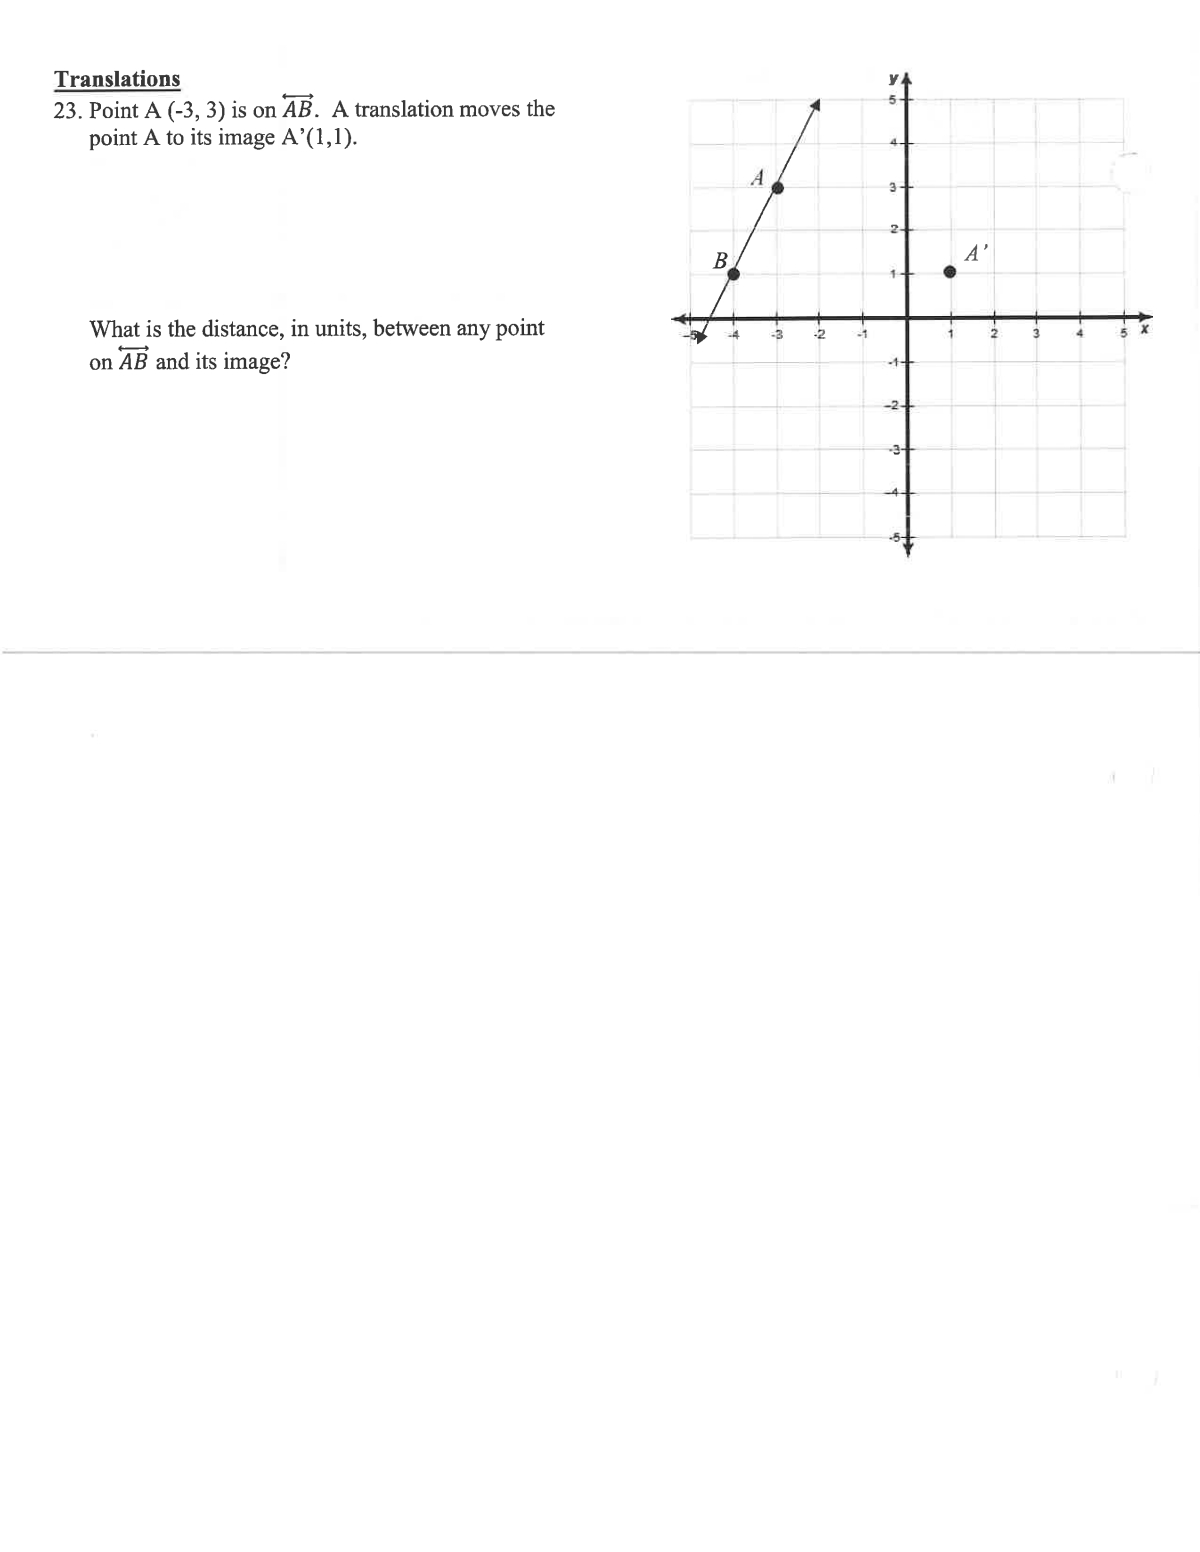 Translations
23. Point A (-3, 3) is on AB. A translation moves the
point A to its image A’(1,1).
What is the distance, in units, between any point
on AB and its image?
y
5
4
A
3
2
A’
B
1
-5 -4 -3 -2 -1 1 2 3 4 5 x
-1
-2
-3
-4
-5